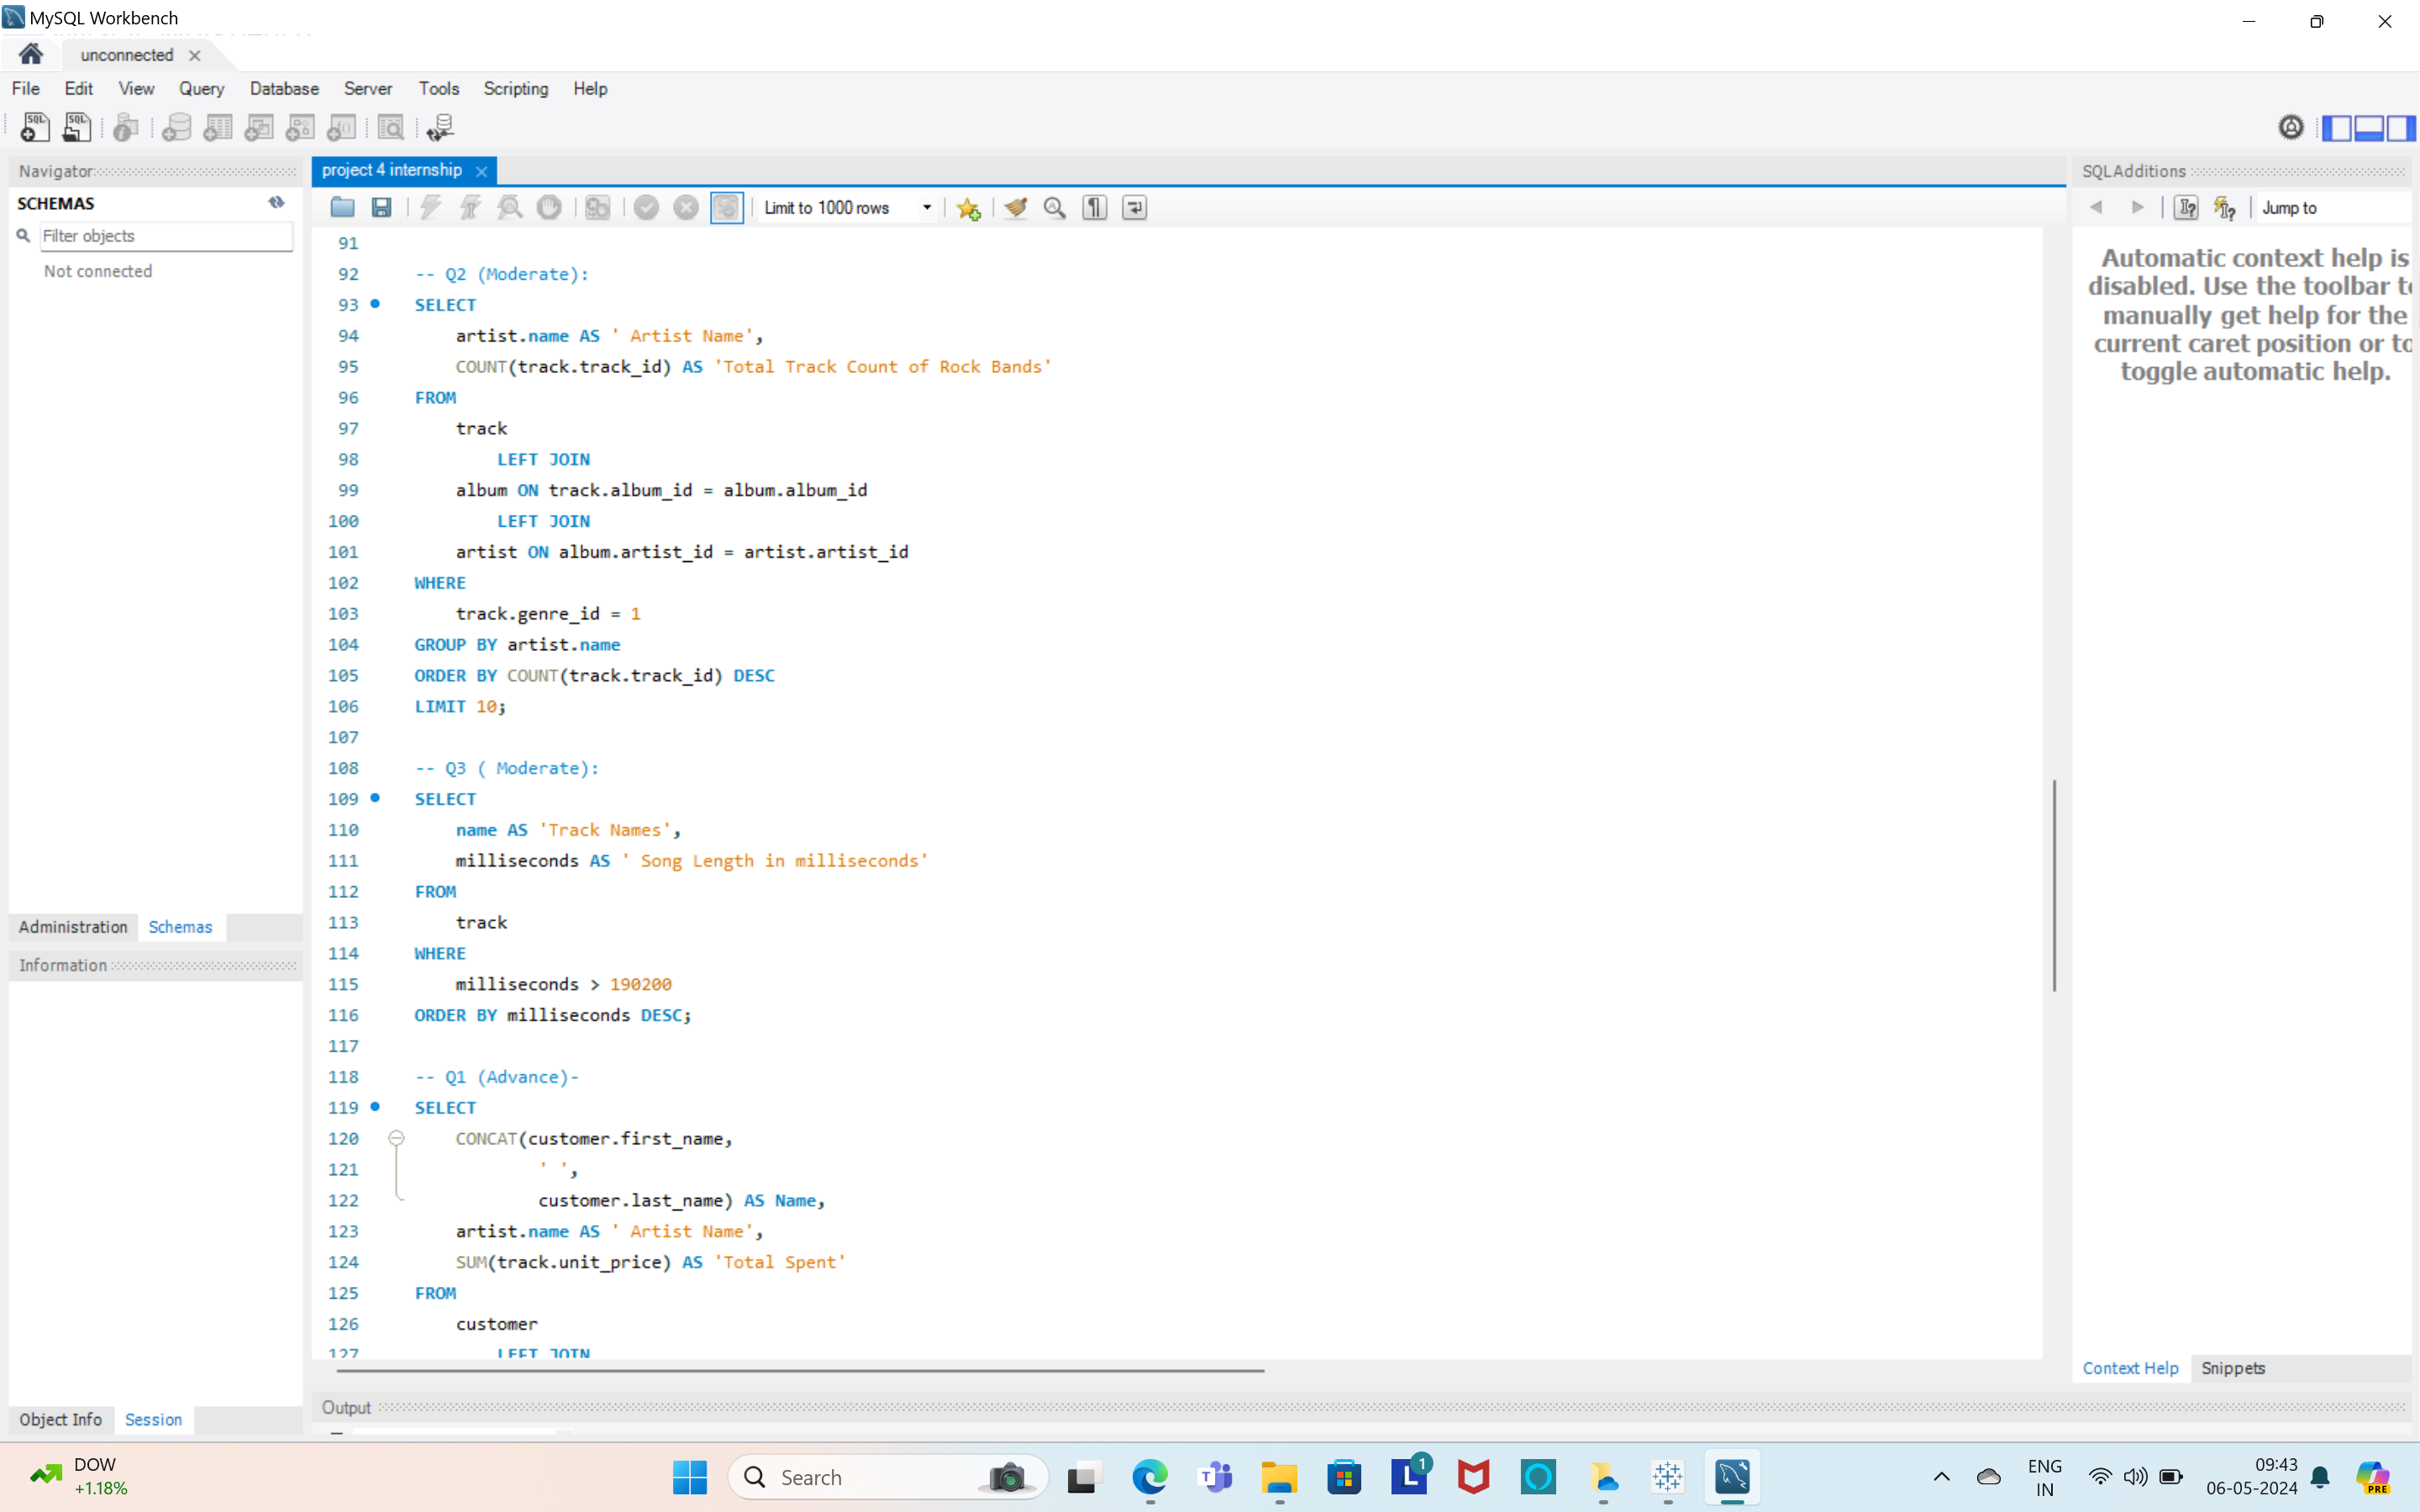 MySQL Workbench
unconnected
File Edit View Query Database Server Tools Scripting Help
Navigator
SCHEMAS
Filter objects
Not connected
Administration Schemas
Information
Object Info Session
project 4 internship
Limit to 1000 rows
91
92 -- Q2 (Moderate):
93 SELECT
94 artist.name AS ' Artist Name',
95 COUNT(track.track_id) AS 'Total Track Count of Rock Bands'
96 FROM
97 track
98 LEFT JOIN
99 album ON track.album_id = album.album_id
100 LEFT JOIN
101 artist ON album.artist_id = artist.artist_id
102 WHERE
103 track.genre_id = 1
104 GROUP BY artist.name
105 ORDER BY COUNT(track.track_id) DESC
106 LIMIT 10;
107
108 -- Q3 ( Moderate):
109 SELECT
110 name AS 'Track Names',
111 milliseconds AS ' Song Length in milliseconds'
112 FROM
113 track
114 WHERE
115 milliseconds > 190200
116 ORDER BY milliseconds DESC;
117
118 -- Q1 (Advance)-
119 SELECT
120 CONCAT(customer.first_name,
121 ' ',
122 customer.last_name) AS Name,
123 artist.name AS ' Artist Name',
124 SUM(track.unit_price) AS 'Total Spent'
125 FROM
126 customer
127 LEFT JOIN
Output
SQLAdditions
Jump to
Automatic context help is
disabled. Use the toolbar to
manually get help for the
current caret position or to
toggle automatic help.
Context Help Snippets
DOW
+1.18%
Search
1
ENG
IN
09:43
06-05-2024
PRE